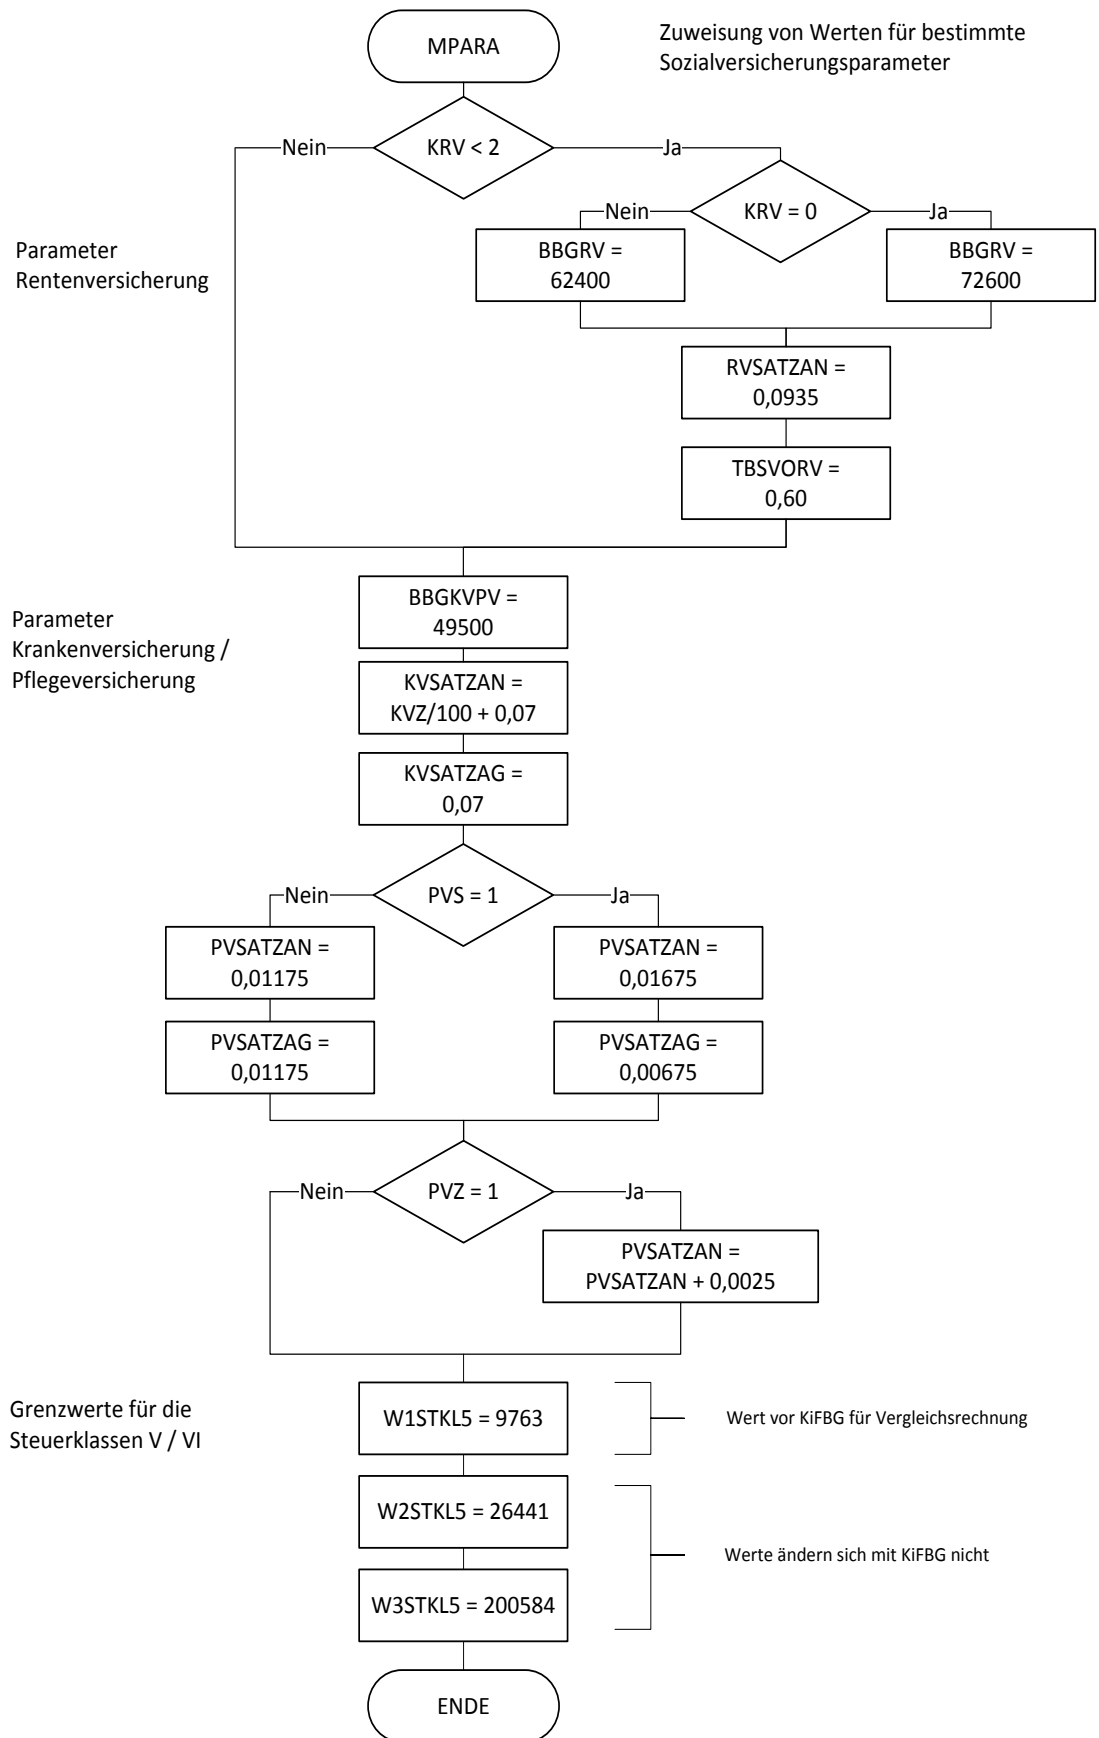 MPARA
Zuweisung von Werten für bestimmte
Sozialversicherungsparameter
Nein
KRV < 2
Ja
Nein
KRV = 0
Ja
Parameter
Rentenversicherung
BBGRV =
62400
BBGRV =
72600
RVSATZAN =
0,0935
TBSVORV =
0,60
Parameter
Krankenversicherung /
Pflegeversicherung
BBGKVPV =
49500
KVSATZAN =
KVZ/100 + 0,07
KVSATZAG =
0,07
Nein
PVS = 1
Ja
PVSATZAN =
0,01175
PVSATZAN =
0,01675
PVSATZAG =
0,01175
PVSATZAG =
0,00675
Nein
PVZ = 1
Ja
PVSATZAN =
PVSATZAN + 0,0025
Grenzwerte für die
Steuerklassen V / VI
W1STKL5 = 9763
Wert vor KiFBG für Vergleichsrechnung
W2STKL5 = 26441
Werte ändern sich mit KiFBG nicht
W3STKL5 = 200584
ENDE